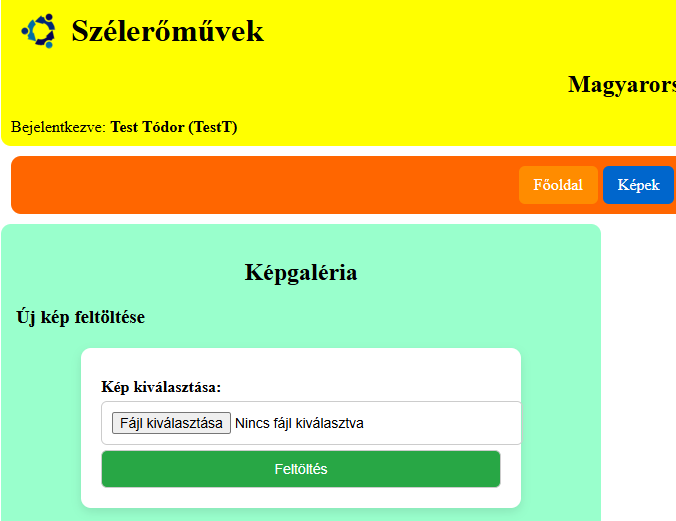 Szélerőművek
Magyarors
Bejelentkezve: Test Tódor (TestT)
Főoldal Képek
Képgaléria
Új kép feltöltése
Kép kiválasztása:
Fájl kiválasztása Nincs fájl kiválasztva
Feltöltés